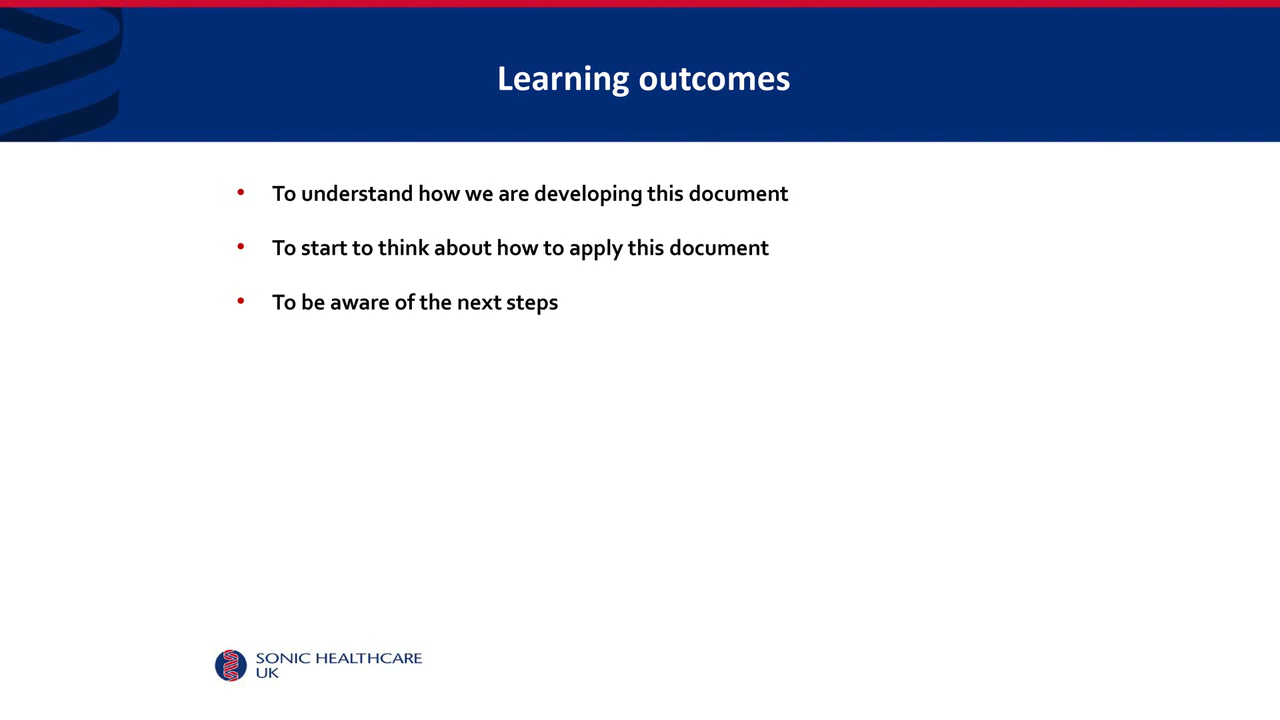 Learning outcomes
• To understand how we are developing this document
• To start to think about how to apply this document
• To be aware of the next steps
SONIC HEALTHCARE
UK